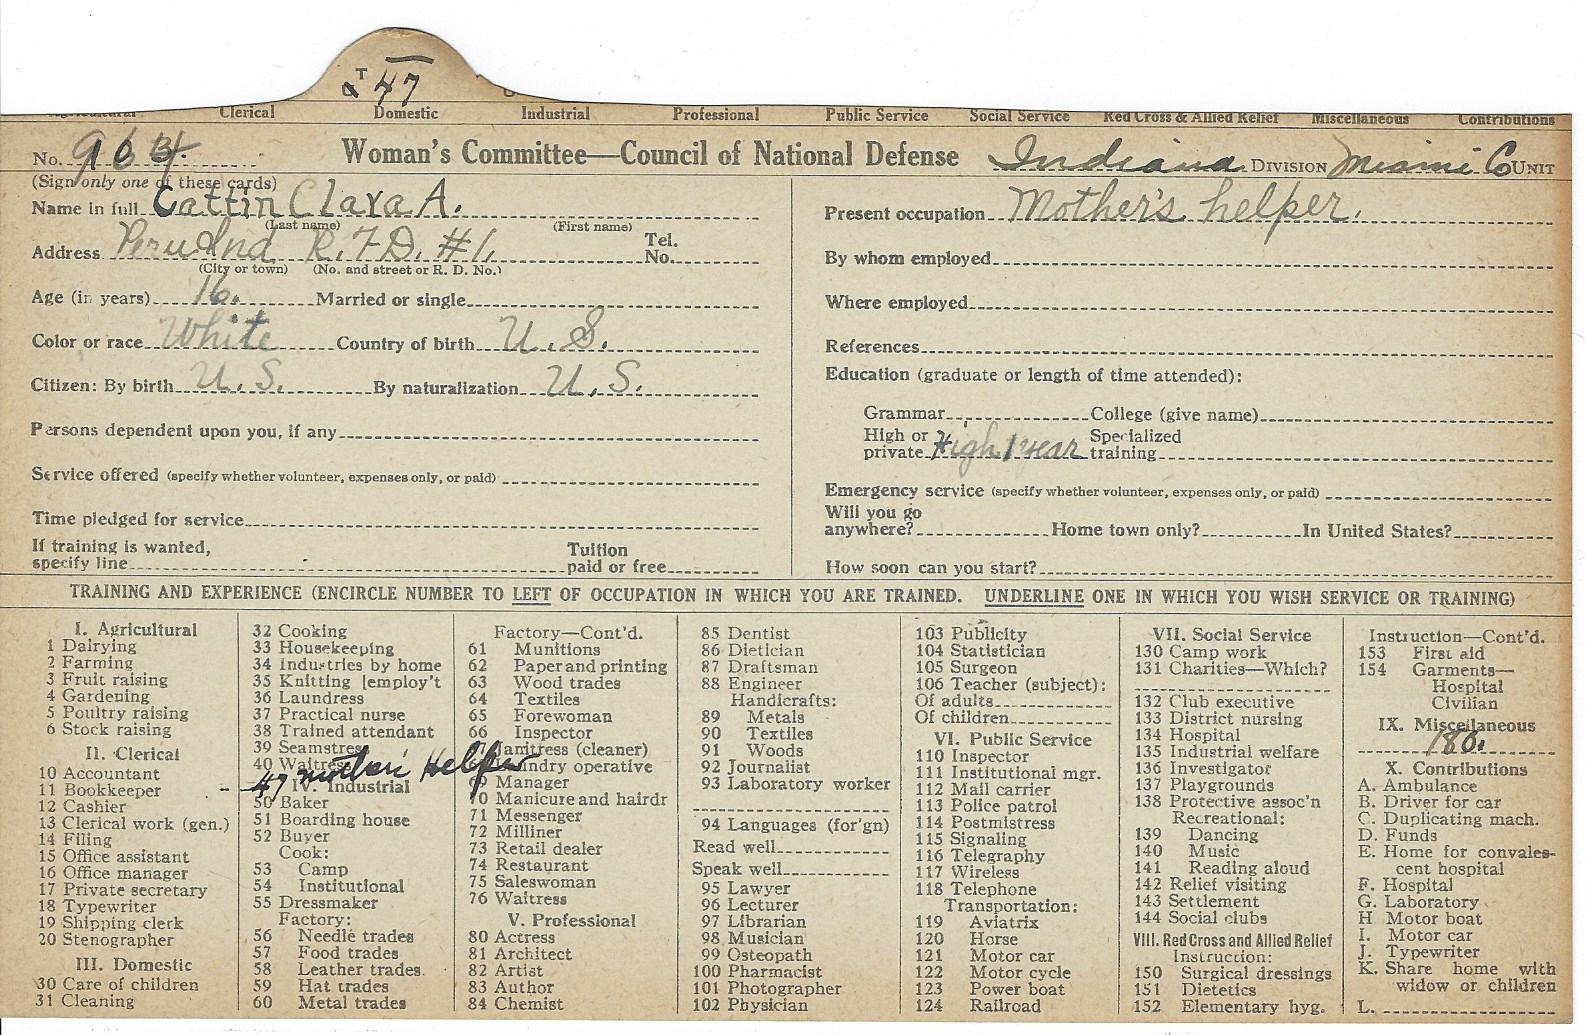 T 47
Clerical Domestic Industrial Professional Public Service Social Service Red Cross & Allied Relief Miscellaneous Contributions
No. 9634 Woman's Committee—Council of National Defense Indiana DIVISION Miami Co UNIT
(Sign only one of these cards)
Name in full Cattin Clara A.
(Last name) (First name)
Address Peru Ind R.F.D. #1. Tel. No.
(City or town) (No. and street or R. D. No.)
Age (in years) 16. Married or single
Color or race White Country of birth U.S.
Citizen: By birth U.S. By naturalization U.S.
Persons dependent upon you, if any
Service offered (specify whether volunteer, expenses only, or paid)
Time pledged for service
If training is wanted, specify line Tuition paid or free
Present occupation Mother's helper.
By whom employed
Where employed
References
Education (graduate or length of time attended):
Grammar College (give name)
High or private High 1 year Specialized training
Emergency service (specify whether volunteer, expenses only, or paid)
Will you go anywhere? Home town only? In United States?
How soon can you start?
TRAINING AND EXPERIENCE (ENCIRCLE NUMBER TO LEFT OF OCCUPATION IN WHICH YOU ARE TRAINED. UNDERLINE ONE IN WHICH YOU WISH SERVICE OR TRAINING)
I. Agricultural
1 Dairying
2 Farming
3 Fruit raising
4 Gardening
5 Poultry raising
6 Stock raising
II. Clerical
10 Accountant
11 Bookkeeper
12 Cashier
13 Clerical work (gen.)
14 Filing
15 Office assistant
16 Office manager
17 Private secretary
18 Typewriter
19 Shipping clerk
20 Stenographer
III. Domestic
30 Care of children
31 Cleaning
32 Cooking
33 Housekeeping
34 Industries by home
35 Knitting [employ't
36 Laundress
37 Practical nurse
38 Trained attendant
39 Seamstress
40 Waitress
47 Mother's Helper
IV. Industrial
50 Baker
51 Boarding house
52 Buyer
Cook:
53 Camp
54 Institutional
55 Dressmaker
Factory:
56 Needle trades
57 Food trades
58 Leather trades
59 Hat trades
60 Metal trades
Factory—Cont'd.
61 Munitions
62 Paper and printing
63 Wood trades
64 Textiles
65 Forewoman
66 Inspector
67 Janitress (cleaner)
68 Laundry operative
69 Manager
70 Manicure and hairdr
71 Messenger
72 Milliner
73 Retail dealer
74 Restaurant
75 Saleswoman
76 Waitress
V. Professional
80 Actress
81 Architect
82 Artist
83 Author
84 Chemist
85 Dentist
86 Dietician
87 Draftsman
88 Engineer
Handicrafts:
89 Metals
90 Textiles
91 Woods
92 Journalist
93 Laboratory worker
94 Languages (for'gn)
Read well
Speak well
95 Lawyer
96 Lecturer
97 Librarian
98 Musician
99 Osteopath
100 Pharmacist
101 Photographer
102 Physician
103 Publicity
104 Statistician
105 Surgeon
106 Teacher (subject):
Of adults
Of children
VI. Public Service
110 Inspector
111 Institutional mgr.
112 Mail carrier
113 Police patrol
114 Postmistress
115 Signaling
116 Telegraphy
117 Wireless
118 Telephone
Transportation:
119 Aviatrix
120 Horse
121 Motor car
122 Motor cycle
123 Power boat
124 Railroad
VII. Social Service
130 Camp work
131 Charities—Which?
132 Club executive
133 District nursing
134 Hospital
135 Industrial welfare
136 Investigator
137 Playgrounds
138 Protective assoc'n
Recreational:
139 Dancing
140 Music
141 Reading aloud
142 Relief visiting
143 Settlement
144 Social clubs
VIII. Red Cross and Allied Relief
Instruction:
150 Surgical dressings
151 Dietetics
152 Elementary hyg.
Instruction—Cont'd.
153 First aid
154 Garments—
Hospital
Civilian
IX. Miscellaneous
180.
X. Contributions
A. Ambulance
B. Driver for car
C. Duplicating mach.
D. Funds
E. Home for convales-
cent hospital
F. Hospital
G. Laboratory
H Motor boat
I. Motor car
J. Typewriter
K. Share home with
widow or children
L.